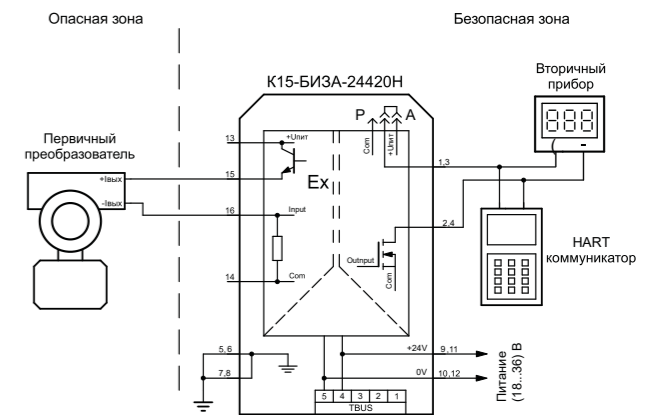 Опасная зона
Безопасная зона
К15-БИЗА-24420Н
Вторичный
прибор
Первичный
преобразователь
+Iвых
-Iвых
13
+Uпит
15
Ex
16
Input
14
Com
P
A
Com
+Uпит
1,3
2,4
Outnput
Com
HART
коммуникатор
5,6
7,8
+24V
9,11
0V
10,12
Питание
(18...36) В
5 4 3 2 1
TBUS
888
-